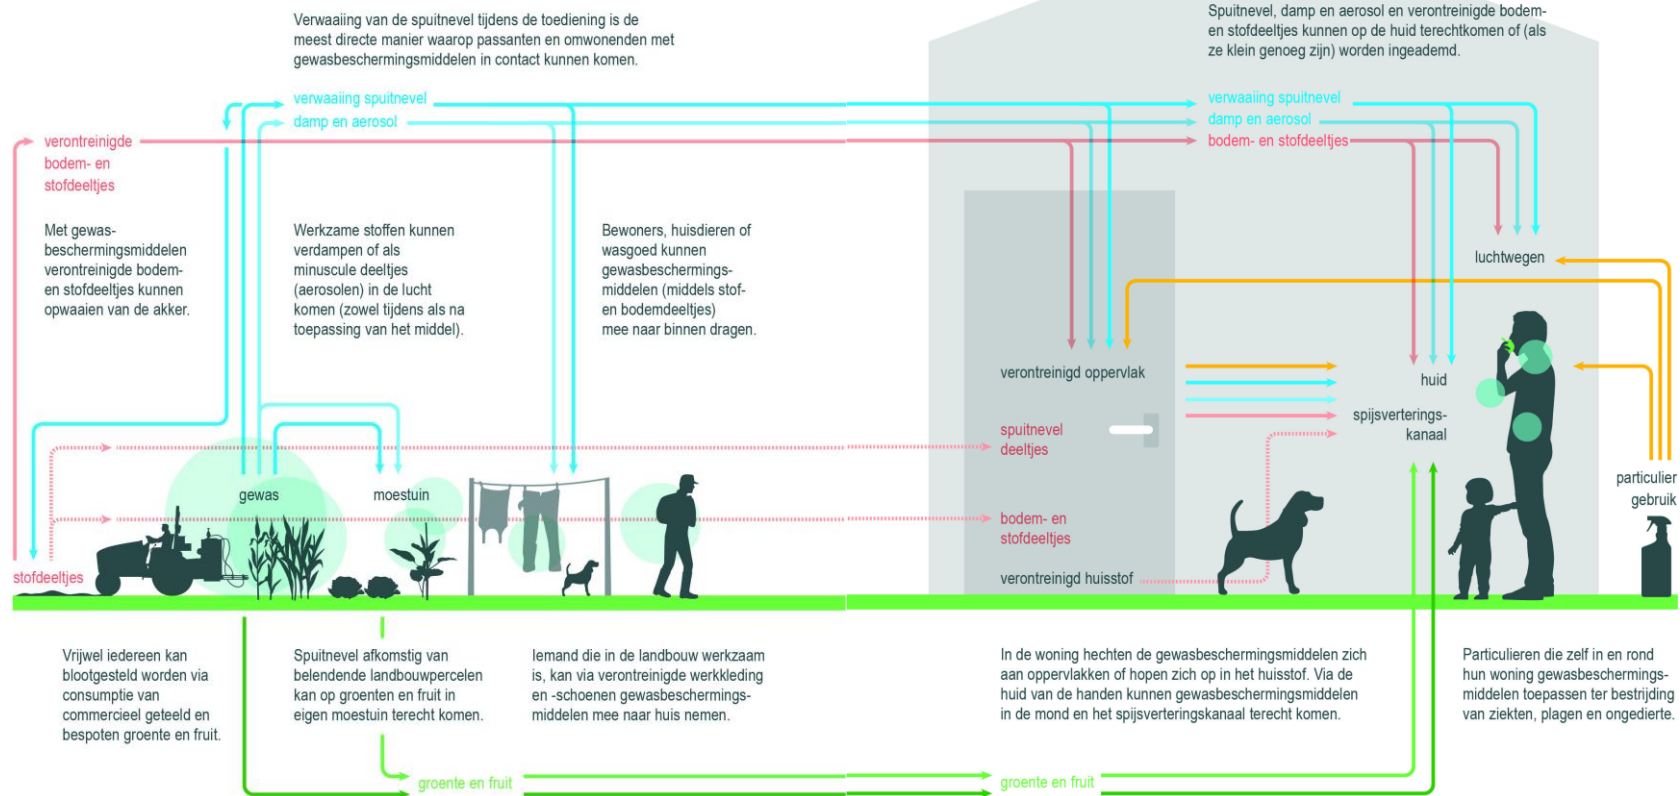 Verwaaiing van de spuitnevel tijdens de toediening is de
meest directe manier waarop passanten en omwonenden met
gewasbeschermingsmiddelen in contact kunnen komen.
Spuitnevel, damp en aerosol en verontreinigde bodem-
en stofdeeltjes kunnen op de huid terechtkomen of (als
ze klein genoeg zijn) worden ingeademd.
verwaaiing spuitnevel
damp en aerosol
verontreinigde
bodem- en
stofdeeltjes
verwaaiing spuitnevel
damp en aerosol
bodem- en stofdeeltjes
Met gewas-
beschermingsmiddelen
verontreinigde bodem-
en stofdeeltjes kunnen
opwaaien van de akker.
Werkzame stoffen kunnen
verdampen of als
minuscule deeltjes
(aerosolen) in de lucht
komen (zowel tijdens als na
toepassing van het middel).
Bewoners, huisdieren of
wasgoed kunnen
gewasbeschermings-
middelen (middels stof-
en bodemdeeltjes)
mee naar binnen dragen.
luchtwegen
verontreinigd oppervlak
huid
spijsverterings-
kanaal
spuitnevel
deeltjes
gewas
moestuin
particulier
gebruik
bodem- en
stofdeeltjes
stofdeeltjes
verontreinigd huisstof
Vrijwel iedereen kan
blootgesteld worden via
consumptie van
commercieel geteeld en
bespoten groente en fruit.
Spuitnevel afkomstig van
belendende landbouwpercelen
kan op groenten en fruit in
eigen moestuin terecht komen.
Iemand die in de landbouw werkzaam
is, kan via verontreinigde werkkleding
en -schoenen gewasbeschermings-
middelen mee naar huis nemen.
In de woning hechten de gewasbeschermingsmiddelen zich
aan oppervlakken of hopen zich op in het huisstof. Via de
huid van de handen kunnen gewasbeschermingsmiddelen
in de mond en het spijsverteringskanaal terecht komen.
Particulieren die zelf in en rond
hun woning gewasbeschermings-
middelen toepassen ter bestrijding
van ziekten, plagen en ongedierte.
groente en fruit
groente en fruit